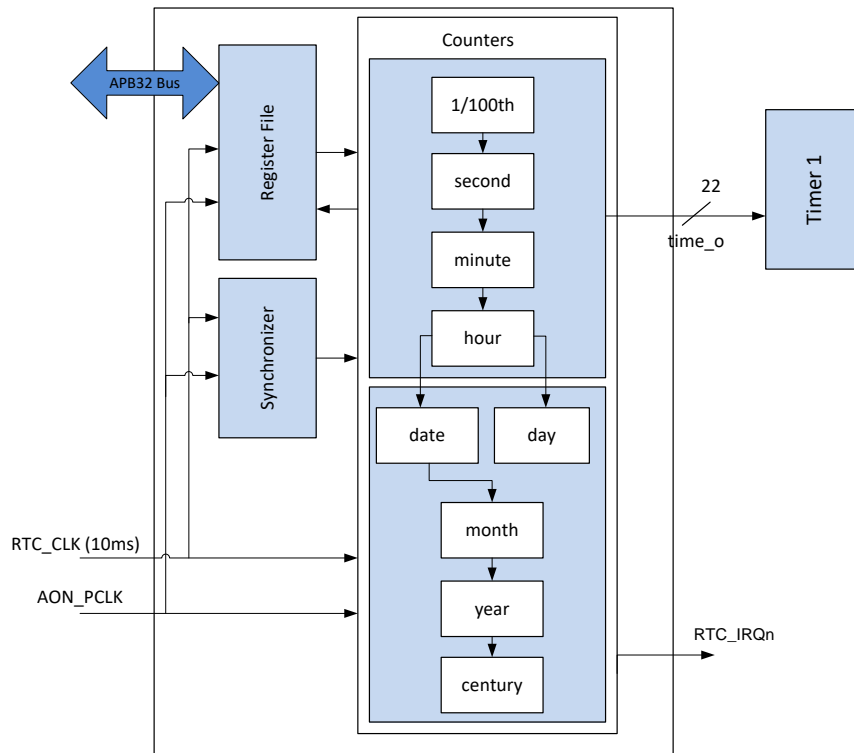 Counters
APB32 Bus
Register File
1/100th
second
minute
hour
22
time_o
Timer 1
Synchronizer
date
day
month
year
century
RTC_CLK (10ms)
AON_PCLK
RTC_IRQn